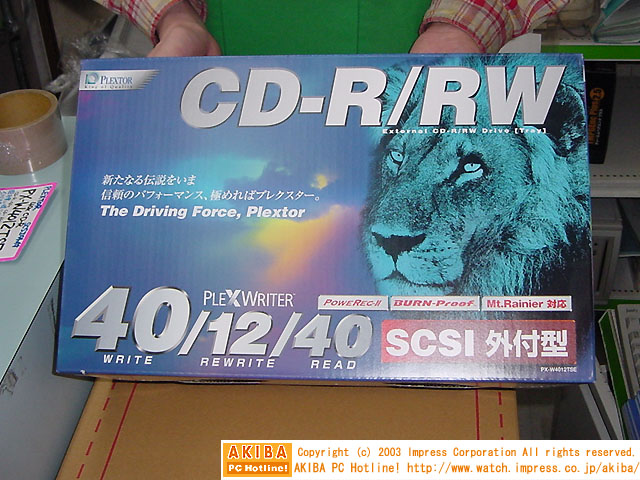 PLEXTOR
King of Quality
CD-R/RW
External CD-R/RW Drive [Tray]
新たなる伝説をいま
信頼のパフォーマンス、極めればプレクスター。
The Driving Force, Plextor
PLEXWRITER™
PoweRec-II
BURN-Proof™
Mt.Rainier 対応
40/12/40
WRITE REWRITE READ
SCSI 外付型
PX-W4012TSE
AKIBA
PC Hotline!
Copyright (c) 2003 Impress Corporation All rights reserved.
AKIBA PC Hotline! http://www.watch.impress.co.jp/akiba/